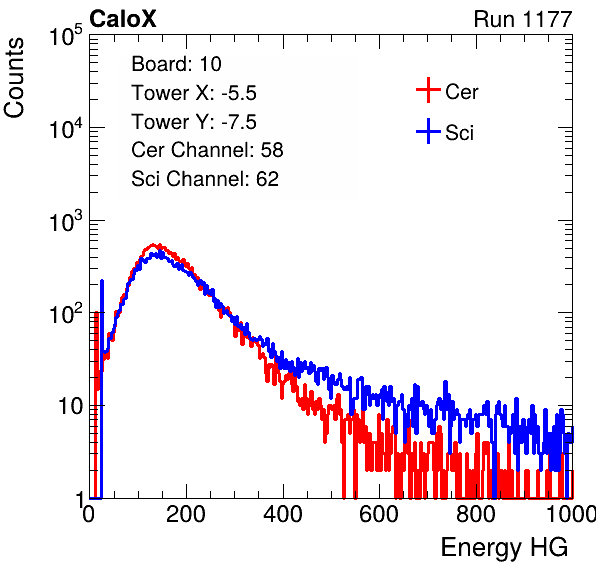 CaloX Run 1177
Counts
10^5
10^4
10^3
10^2
10
1
Board: 10
Tower X: -5.5
Tower Y: -7.5
Cer Channel: 58
Sci Channel: 62
Cer
Sci
0 200 400 600 800 1000
Energy HG